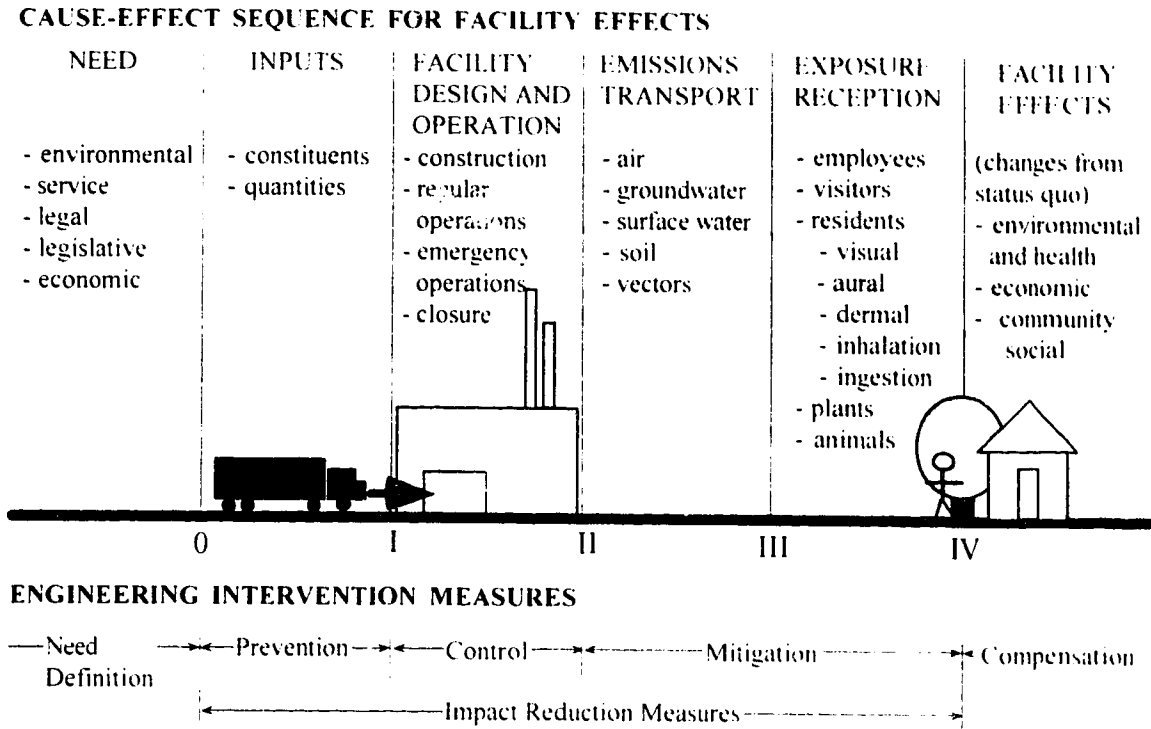 CAUSE-EFFECT SEQUENCE FOR FACILITY EFFECTS
NEED
- environmental
- service
- legal
- legislative
- economic
INPUTS
- constituents
- quantities
FACILITY
DESIGN AND
OPERATION
- construction
- regular
operations
- emergency
operations
- closure
EMISSIONS
TRANSPORT
- air
- groundwater
- surface water
- soil
- vectors
EXPOSURE
RECEPTION
- employees
- visitors
- residents
- visual
- aural
- dermal
- inhalation
- ingestion
- plants
- animals
FACILITY
EFFECTS
(changes from
status quo)
- environmental
and health
- economic
- community
social
0
I
II
III
IV
ENGINEERING INTERVENTION MEASURES
Need
Definition
Prevention
Control
Mitigation
Compensation
Impact Reduction Measures